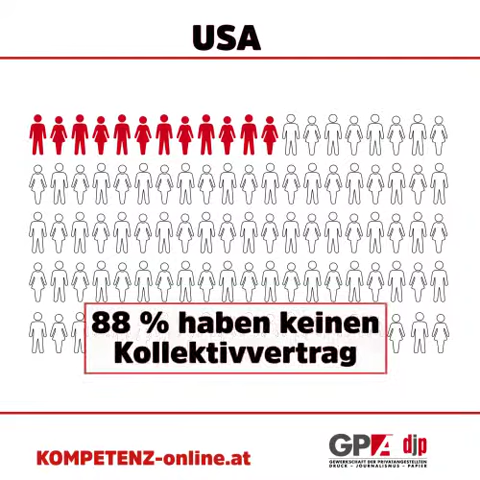 USA
88 % haben keinen
Kollektivvertrag
KOMPETENZ-online.at
GPA djp
GEWERKSCHAFT DER PRIVATANGESTELLTEN
DRUCK - JOURNALISMUS - PAPIER